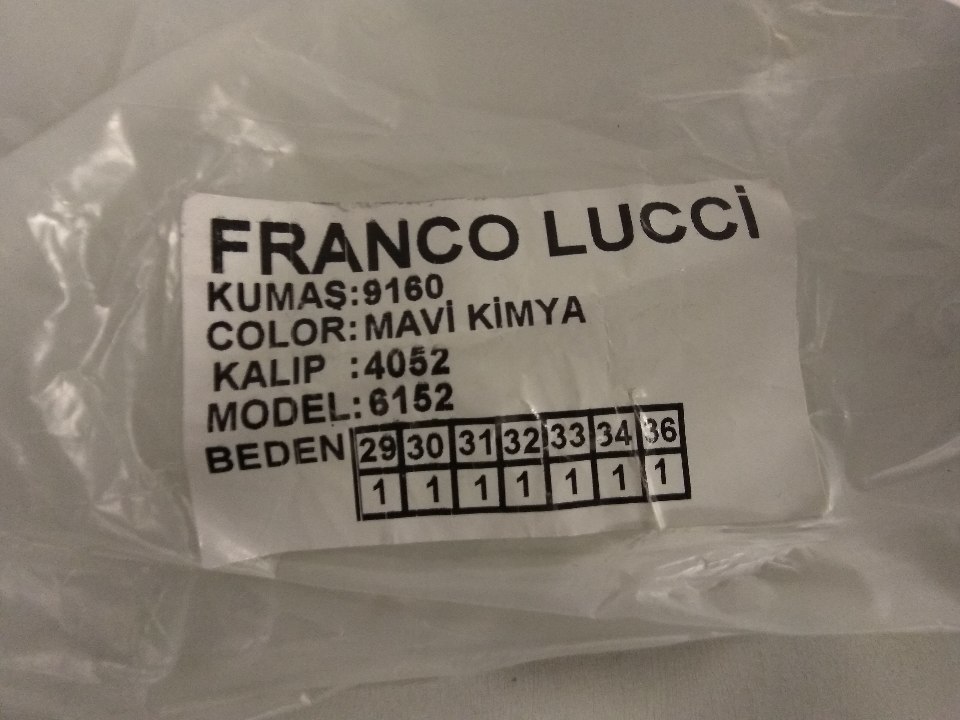 FRANCO LUCCİ
KUMAŞ:9160
COLOR:MAVİ KİMYA
KALIP :4052
MODEL:6152
BEDEN 29 30 31 32 33 34 36
1 1 1 1 1 1 1